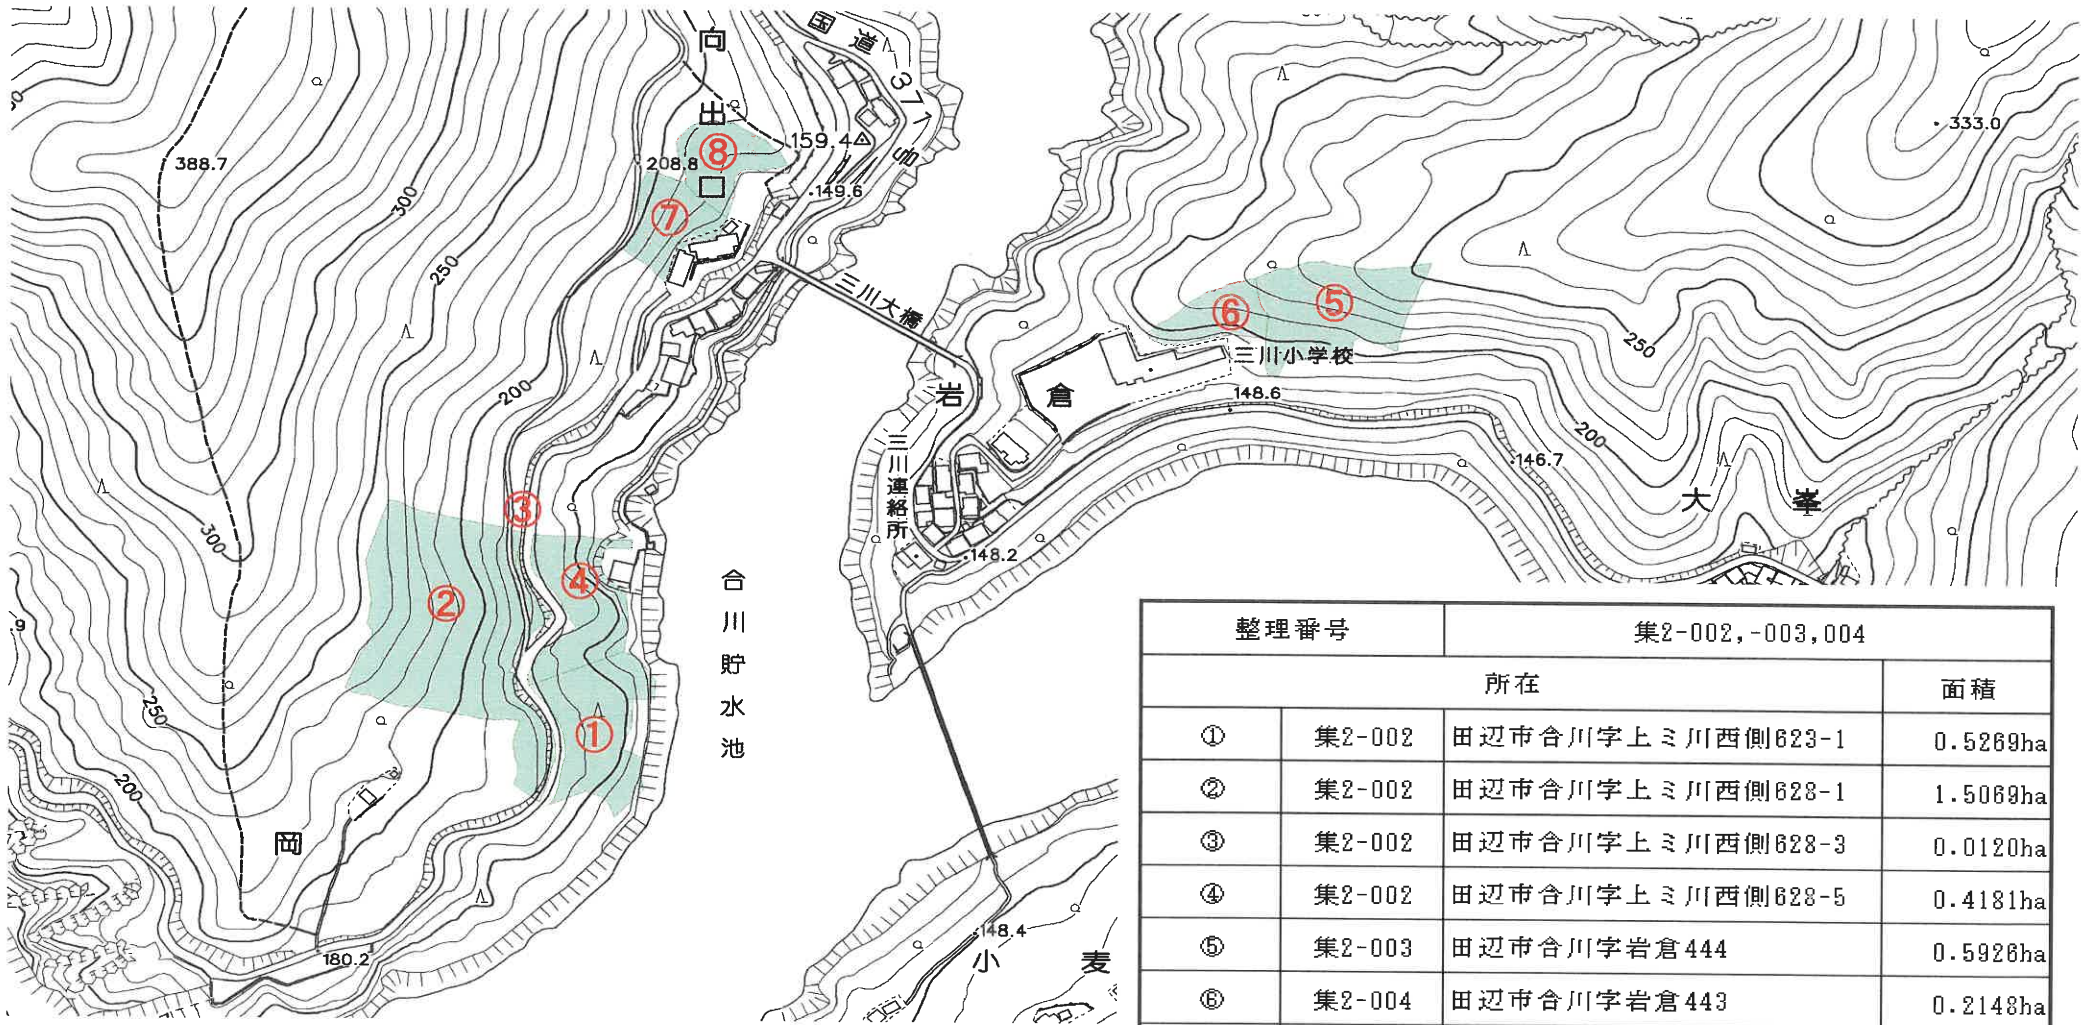 向
出
口
国道371号
388.7
300
250
208.8
⑧
⑦
159.4
149.6
三川大橋
333.0
⑥
⑤
250
三川小学校
岩
倉
148.6
200
146.7
200
三川連絡所
大
峯
148.2
300
③
④
②
①
250
200
合川貯水池
岡
180.2
148.4
小
麦
9
整理番号 集2-002,-003,004
所在 面積
① 集2-002 田辺市合川字上ミ川西側623-1 0.5269ha
② 集2-002 田辺市合川字上ミ川西側628-1 1.5069ha
③ 集2-002 田辺市合川字上ミ川西側628-3 0.0120ha
④ 集2-002 田辺市合川字上ミ川西側628-5 0.4181ha
⑤ 集2-003 田辺市合川字岩倉444 0.5926ha
⑥ 集2-004 田辺市合川字岩倉443 0.2148ha